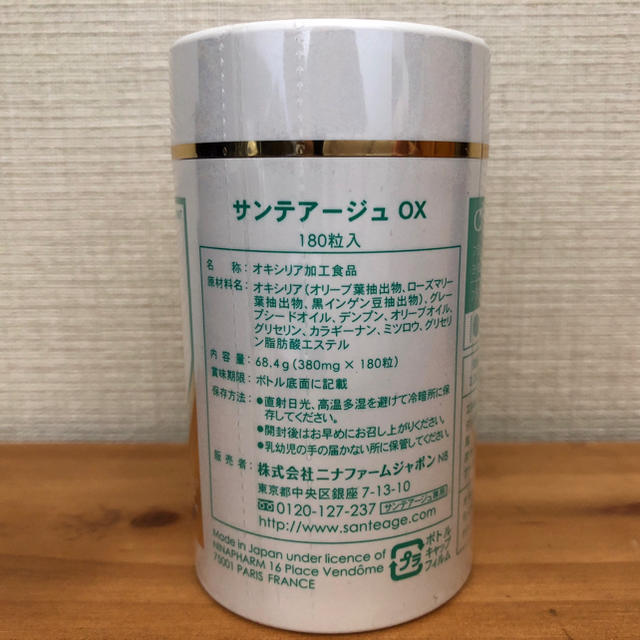 サンテアージュ OX
180粒入
名　　称：オキシリア加工食品
原材料名：オキシリア（オリーブ葉抽出物、ローズマリー
葉抽出物、黒インゲン豆抽出物）、グレー
プシードオイル、デンプン、オリーブオイル、
グリセリン、カラギーナン、ミツロウ、グリセリ
ン脂肪酸エステル
内 容 量：68.4g（380mg × 180粒）
賞味期限：ボトル底面に記載
保存方法：●直射日光、高温多湿を避けて冷暗所に保
存してください。
●開封後はお早めにお召し上がりください。
●乳幼児の手の届かない所に保管してください。
販 売 者：株式会社ニナファームジャポン NB
東京都中央区銀座 7-13-10
0120-127-237 サンテアージュ専用
http://www.santeage.com/
Made in Japan under licence of
NINAPHARM 16 Place Vendôme
75001 PARIS FRANCE
プラ
ボトル
キャップ
フィルム